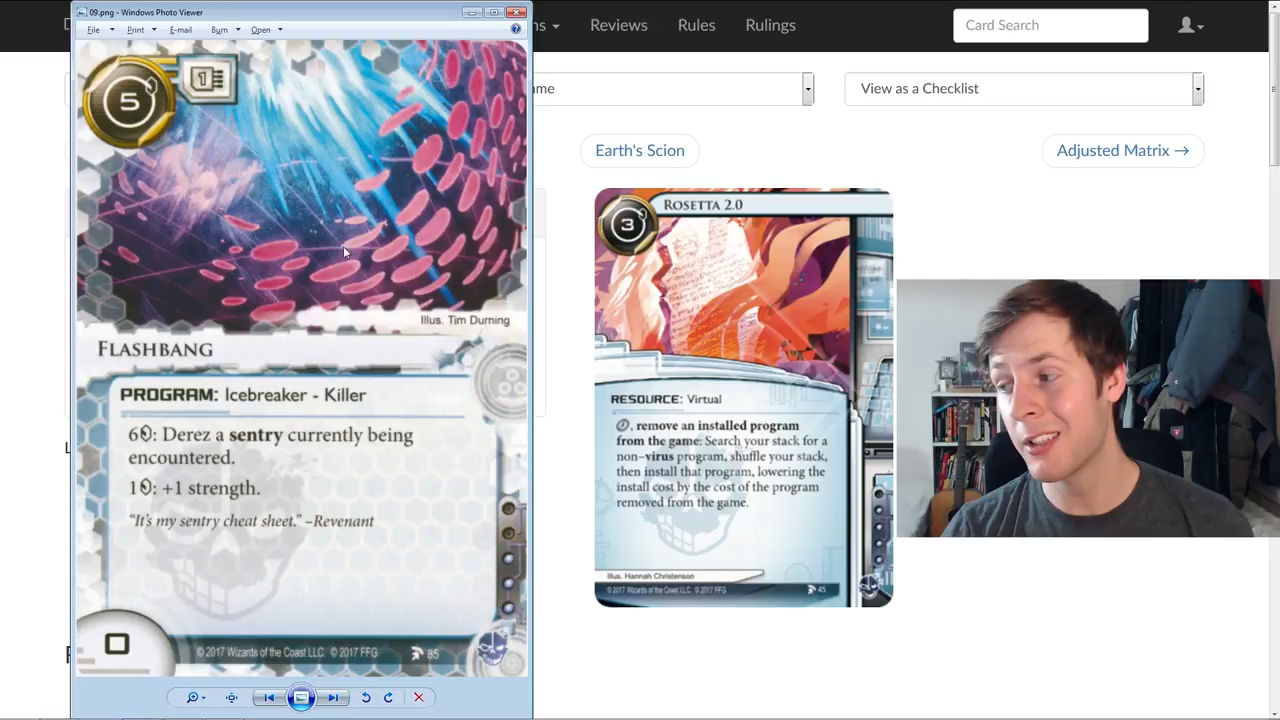 09.png - Windows Photo Viewer
File Print E-mail Burn Open
ns Reviews Rules Rulings Card Search
ame View as a Checklist
Earth's Scion Adjusted Matrix →
5 1
Illus. Tim Durning
FLASHBANG
PROGRAM: Icebreaker - Killer
6: Derez a sentry currently being
encountered.
1: +1 strength.
"It's my sentry cheat sheet." –Revenant
0
© 2017 Wizards of the Coast LLC. © 2017 FFG 85
3 ROSETTA 2.0
RESOURCE: Virtual
, remove an installed program
from the game: Search your stack for a
non-virus program, shuffle your stack,
then install that program, lowering the
install cost by the cost of the program
removed from the game.
Illus. Hannah Christenson
© 2017 Wizards of the Coast LLC. © 2017 FFG 45